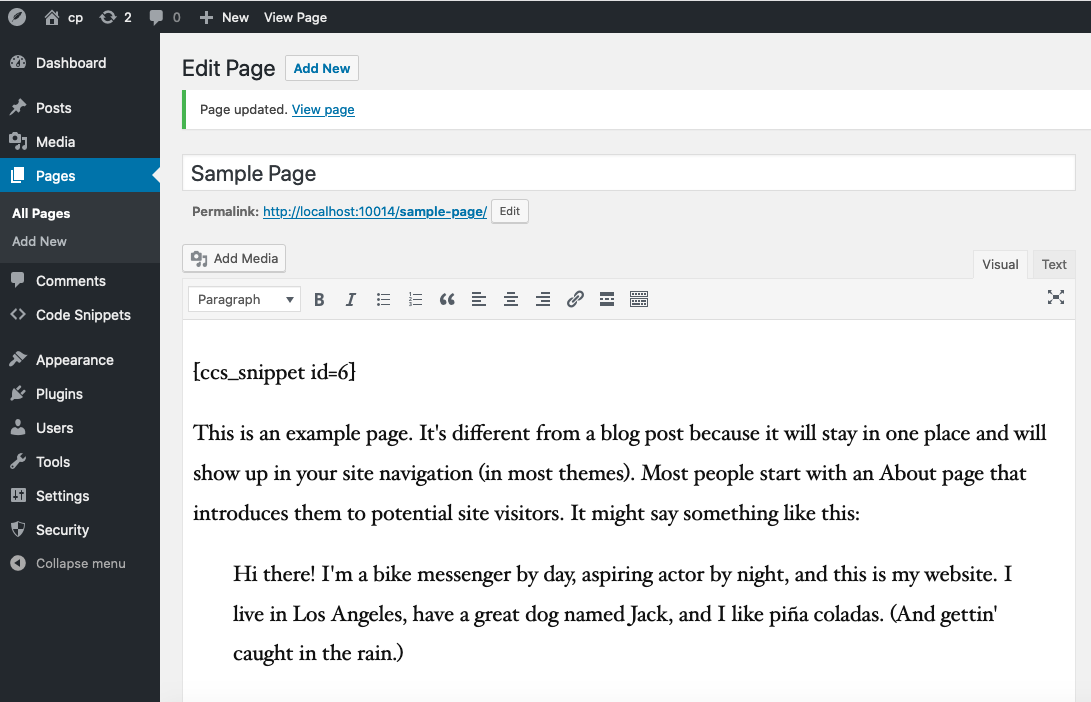 cp 2 0 New View Page
Dashboard
Posts
Media
Pages
All Pages
Add New
Comments
Code Snippets
Appearance
Plugins
Users
Tools
Settings
Security
Collapse menu
Edit Page Add New
Page updated. View page
Sample Page
Permalink: http://localhost:10014/sample-page/ Edit
Add Media
Visual Text
Paragraph B I
[ccs_snippet id=6]
This is an example page. It's different from a blog post because it will stay in one place and will
show up in your site navigation (in most themes). Most people start with an About page that
introduces them to potential site visitors. It might say something like this:
Hi there! I'm a bike messenger by day, aspiring actor by night, and this is my website. I
live in Los Angeles, have a great dog named Jack, and I like piña coladas. (And gettin'
caught in the rain.)